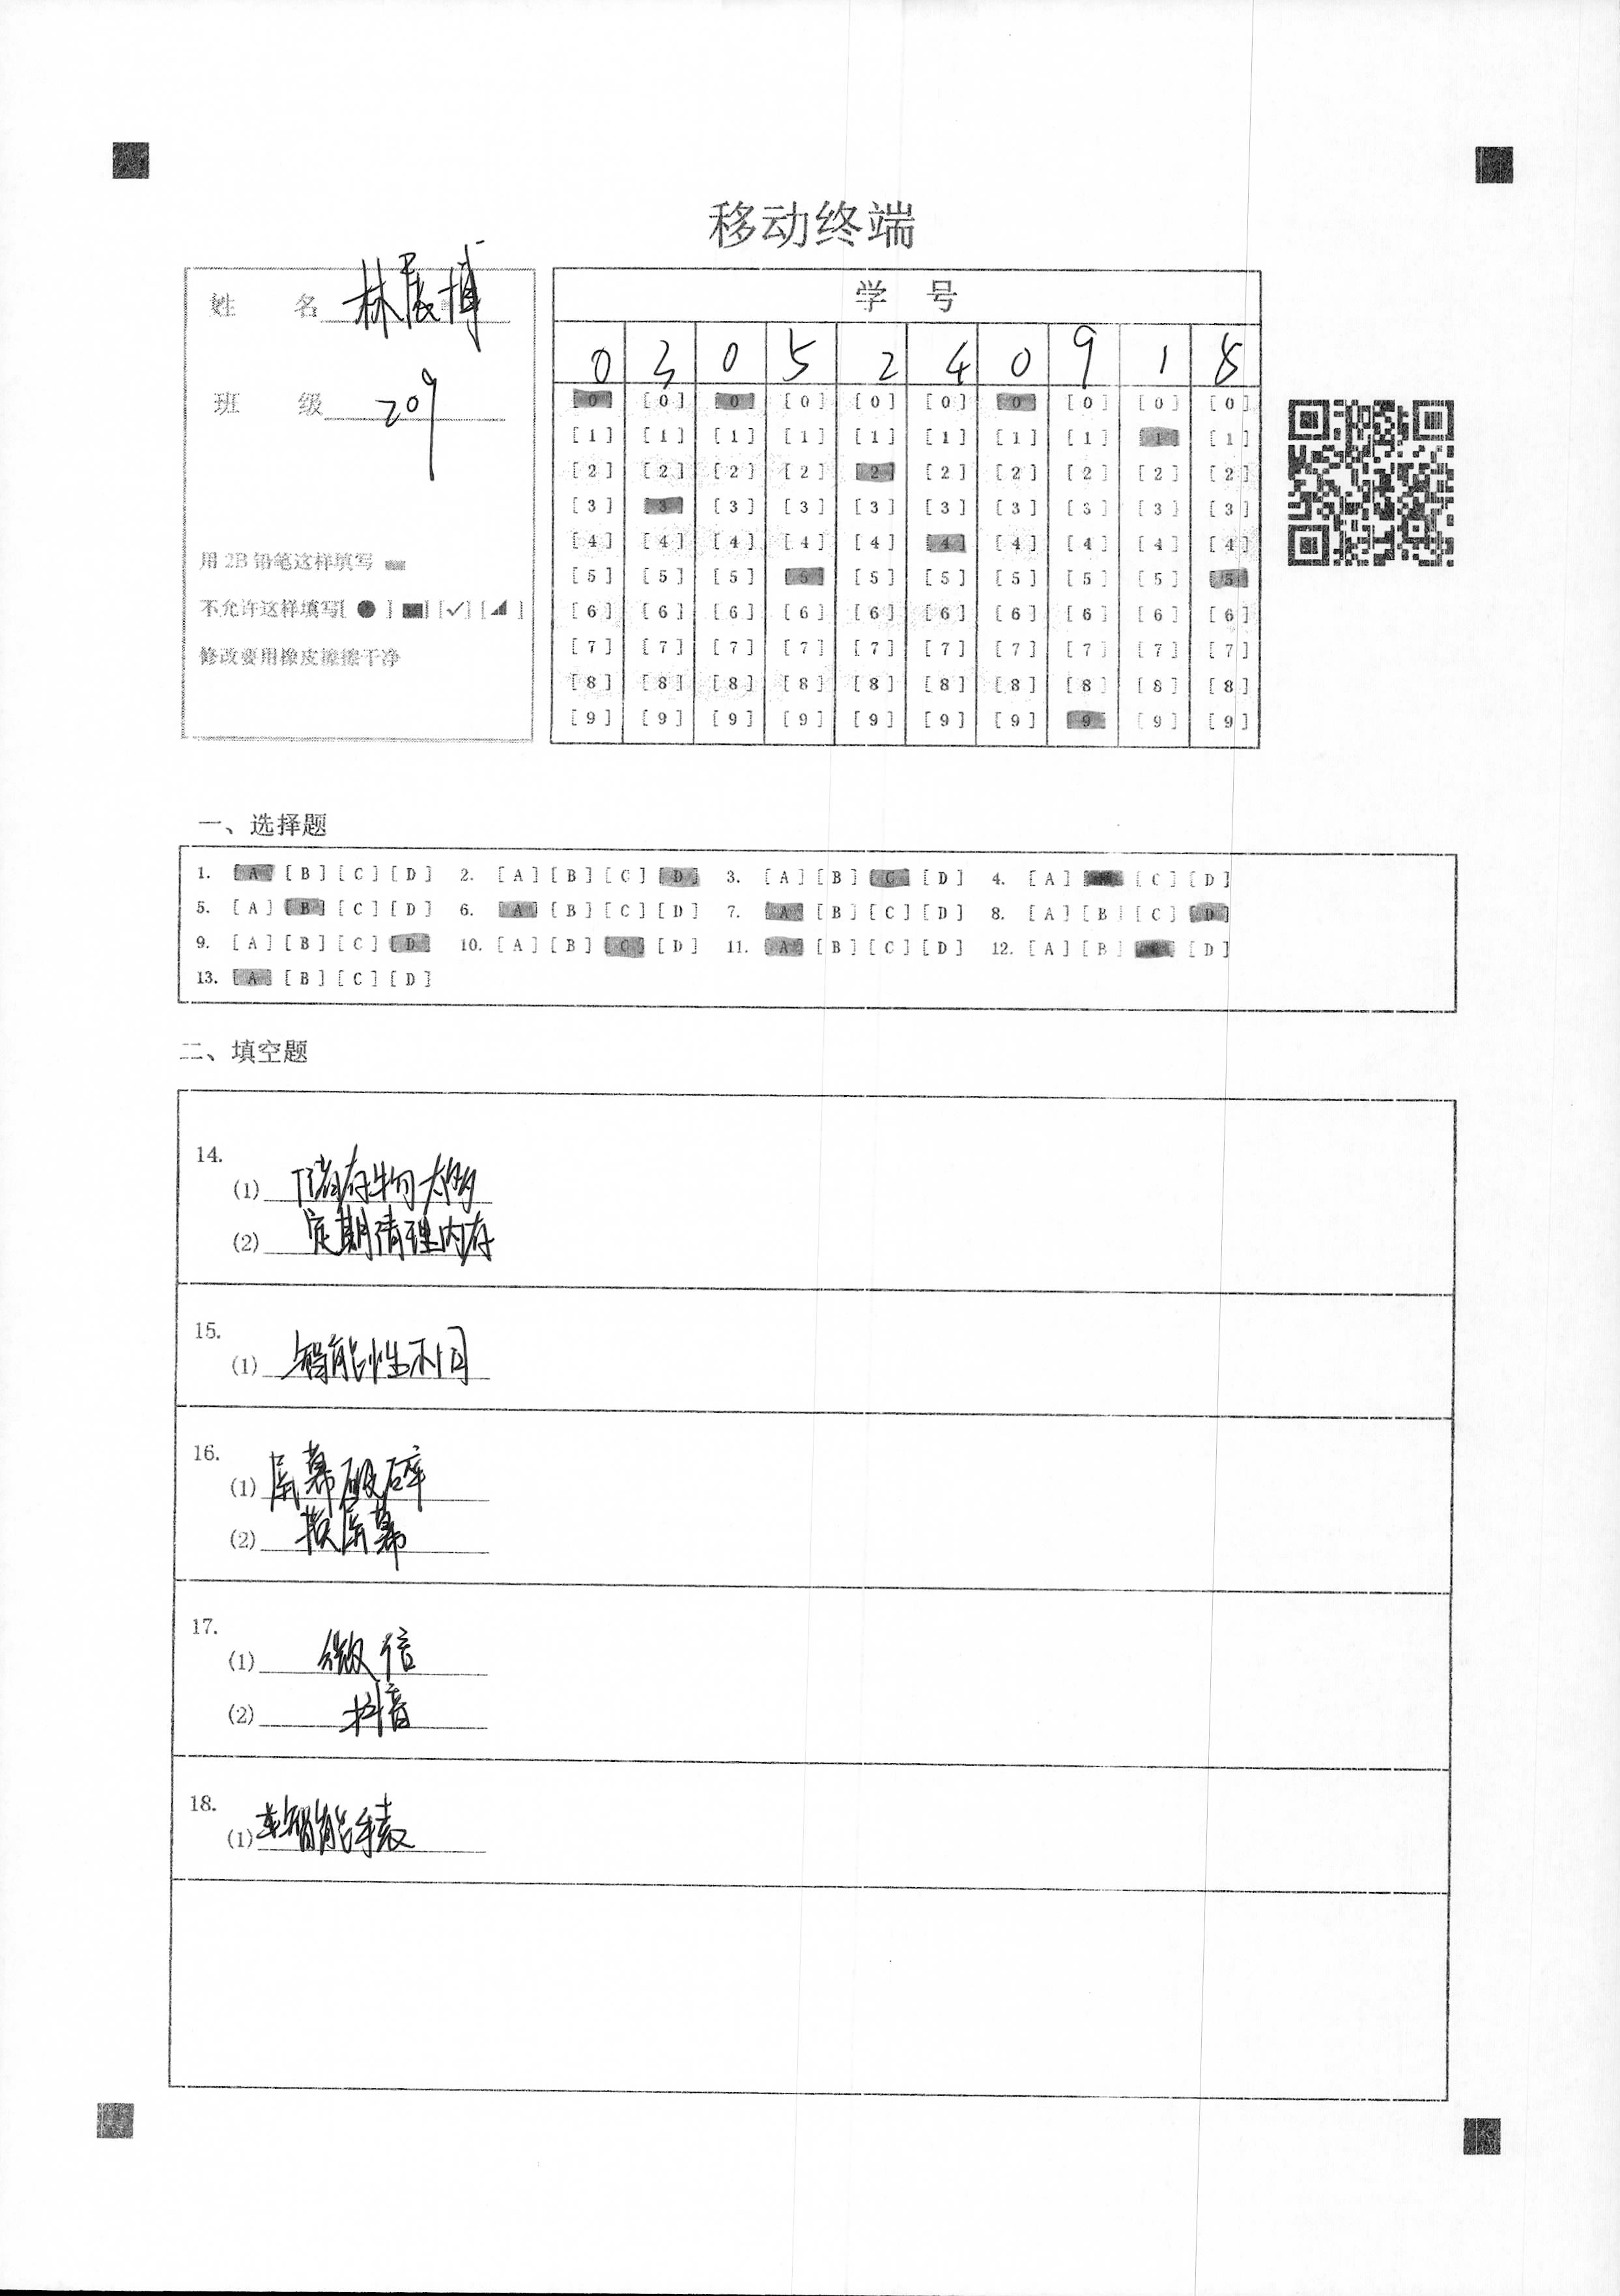 移动终端
姓 名 林展博
班 级 209
用 2B 铅笔这样填写
不允许这样填写[ ● ] [■] [✓] [◢ ]
修改要用橡皮擦擦干净
学 号
0 3 0 5 2 4 0 9 1 8
[0] [0] [0] [0] [0] [0] [0] [0] [0] [0]
[1] [1] [1] [1] [1] [1] [1] [1] [1] [1]
[2] [2] [2] [2] [2] [2] [2] [2] [2] [2]
[3] [3] [3] [3] [3] [3] [3] [3] [3] [3]
[4] [4] [4] [4] [4] [4] [4] [4] [4] [4]
[5] [5] [5] [5] [5] [5] [5] [5] [5] [5]
[6] [6] [6] [6] [6] [6] [6] [6] [6] [6]
[7] [7] [7] [7] [7] [7] [7] [7] [7] [7]
[8] [8] [8] [8] [8] [8] [8] [8] [8] [8]
[9] [9] [9] [9] [9] [9] [9] [9] [9] [9]
一、选择题
1. [A] [B] [C] [D] 2. [A] [B] [C] [D] 3. [A] [B] [C] [D] 4. [A] [B] [C] [D]
5. [A] [B] [C] [D] 6. [A] [B] [C] [D] 7. [A] [B] [C] [D] 8. [A] [B] [C] [D]
9. [A] [B] [C] [D] 10. [A] [B] [C] [D] 11. [A] [B] [C] [D] 12. [A] [B] [C] [D]
13. [A] [B] [C] [D]
二、填空题
14.
(1) 储存物太多
(2) 定期清理内存
15.
(1) 智能性不同
16.
(1) 屏幕破碎
(2) 换屏幕
17.
(1) 微信
(2) 抖音
18.
(1) 智能手表